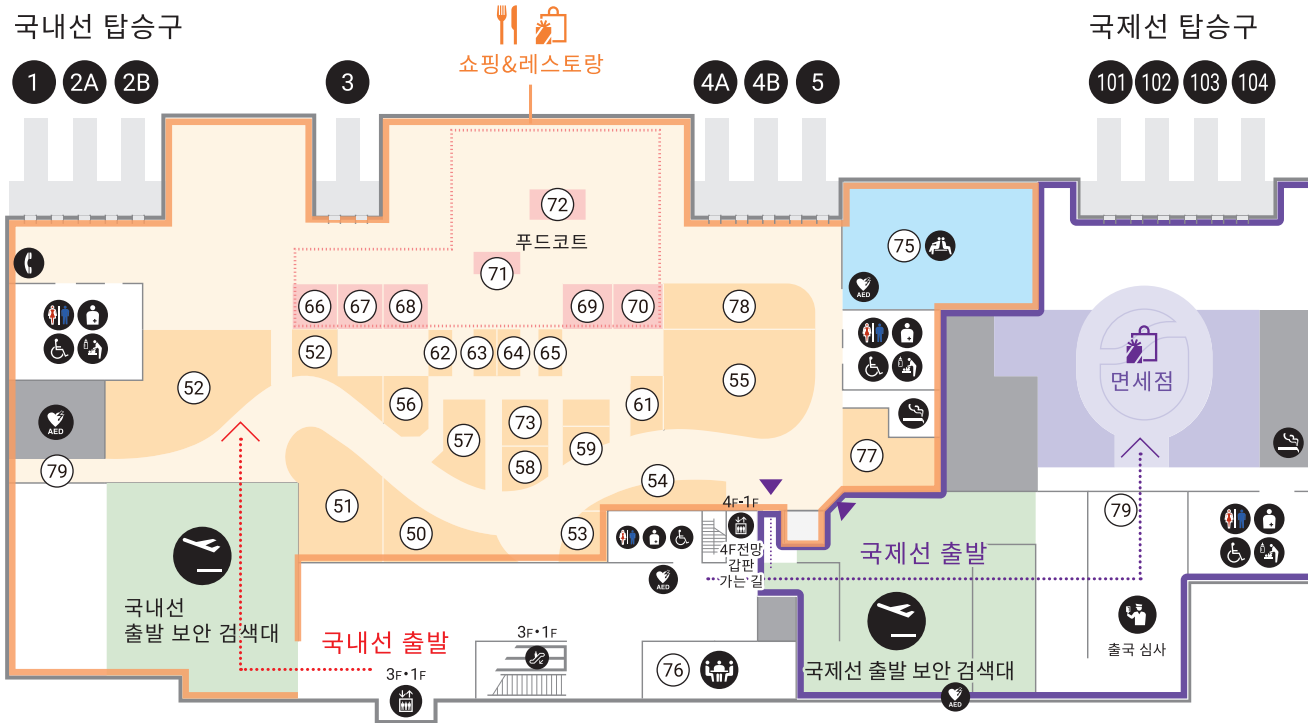 국내선 탑승구
쇼핑&레스토랑
국제선 탑승구
1
2A
2B
3
4A
4B
5
101
102
103
104
72
푸드코트
71
75
AED
66
67
68
69
70
78
52
62
63
64
65
52
55
56
61
57
73
59
58
AED
79
77
면세점
54
51
50
53
4F-1F
4F전망
갑판
가는 길
AED
79
국제선 출발
국내선
출발 보안 검색대
국내선 출발
3F·1F
3F·1F
76
국제선 출발 보안 검색대
출국 심사
AED